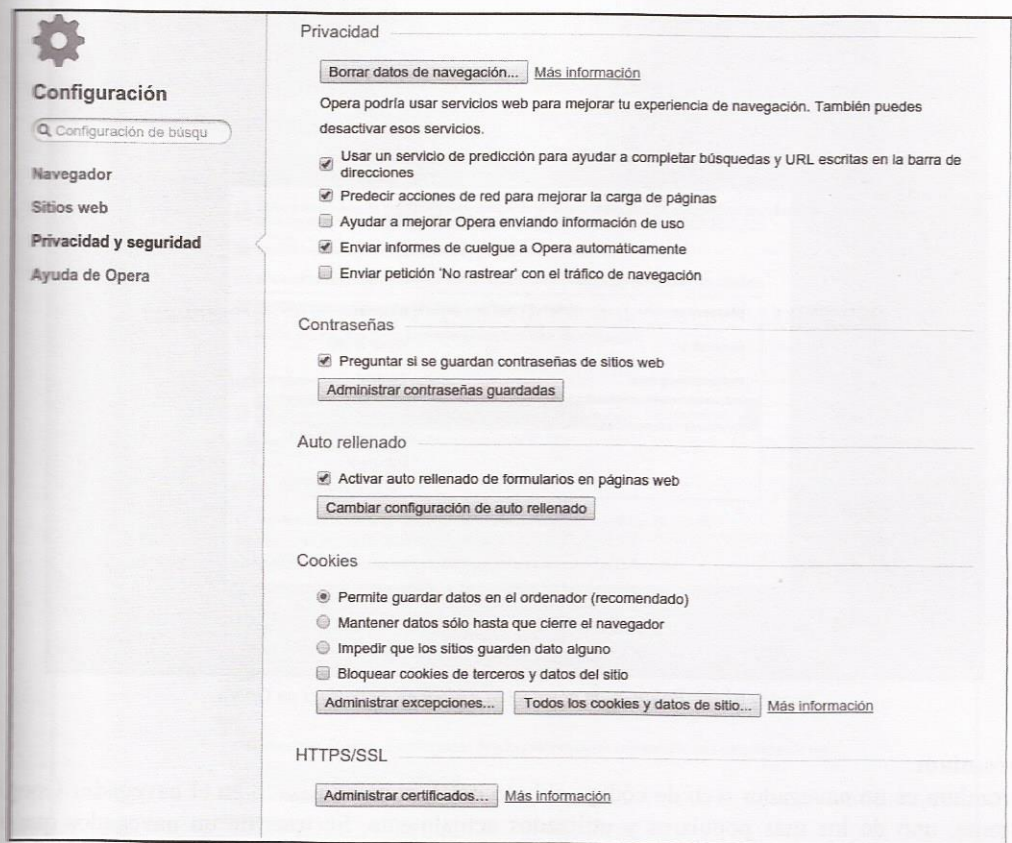 Configuración
Configuración de búsqu
Navegador
Sitios web
Privacidad y seguridad
Ayuda de Opera
Privacidad
Borrar datos de navegación... Más información
Opera podría usar servicios web para mejorar tu experiencia de navegación. También puedes
desactivar esos servicios.
Usar un servicio de predicción para ayudar a completar búsquedas y URL escritas en la barra de
direcciones
Predecir acciones de red para mejorar la carga de páginas
Ayudar a mejorar Opera enviando información de uso
Enviar informes de cuelgue a Opera automáticamente
Enviar petición 'No rastrear' con el tráfico de navegación
Contraseñas
Preguntar si se guardan contraseñas de sitios web
Administrar contraseñas guardadas
Auto rellenado
Activar auto rellenado de formularios en páginas web
Cambiar configuración de auto rellenado
Cookies
Permite guardar datos en el ordenador (recomendado)
Mantener datos sólo hasta que cierre el navegador
Impedir que los sitios guarden dato alguno
Bloquear cookies de terceros y datos del sitio
Administrar excepciones... Todos los cookies y datos de sitio... Más información
HTTPS/SSL
Administrar certificados... Más información